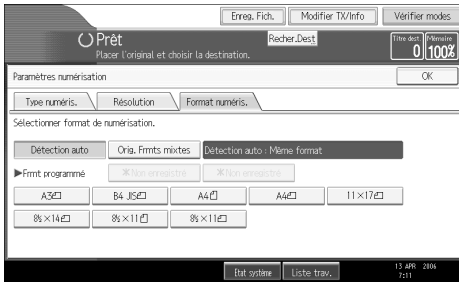 Enreg. Fich. Modifier TX/Info Vérifier modes
Prêt Recher.Dest Titre dest. Mémoire
Placer l'original et choisir la destination. 0 100%
Paramètres numérisation OK
Type numéris. Résolution Format numéris.
Sélectionner format de numérisation.
Détection auto Orig. Frmts mixtes Détection auto : Même format
►Frmt programmé ✱Non enregistré ✱Non enregistré
A3 B4 JIS A4 A4 11×17
8½×14 8½×11 8½×11
Etat système Liste trav. 13 APR 2006
7:11